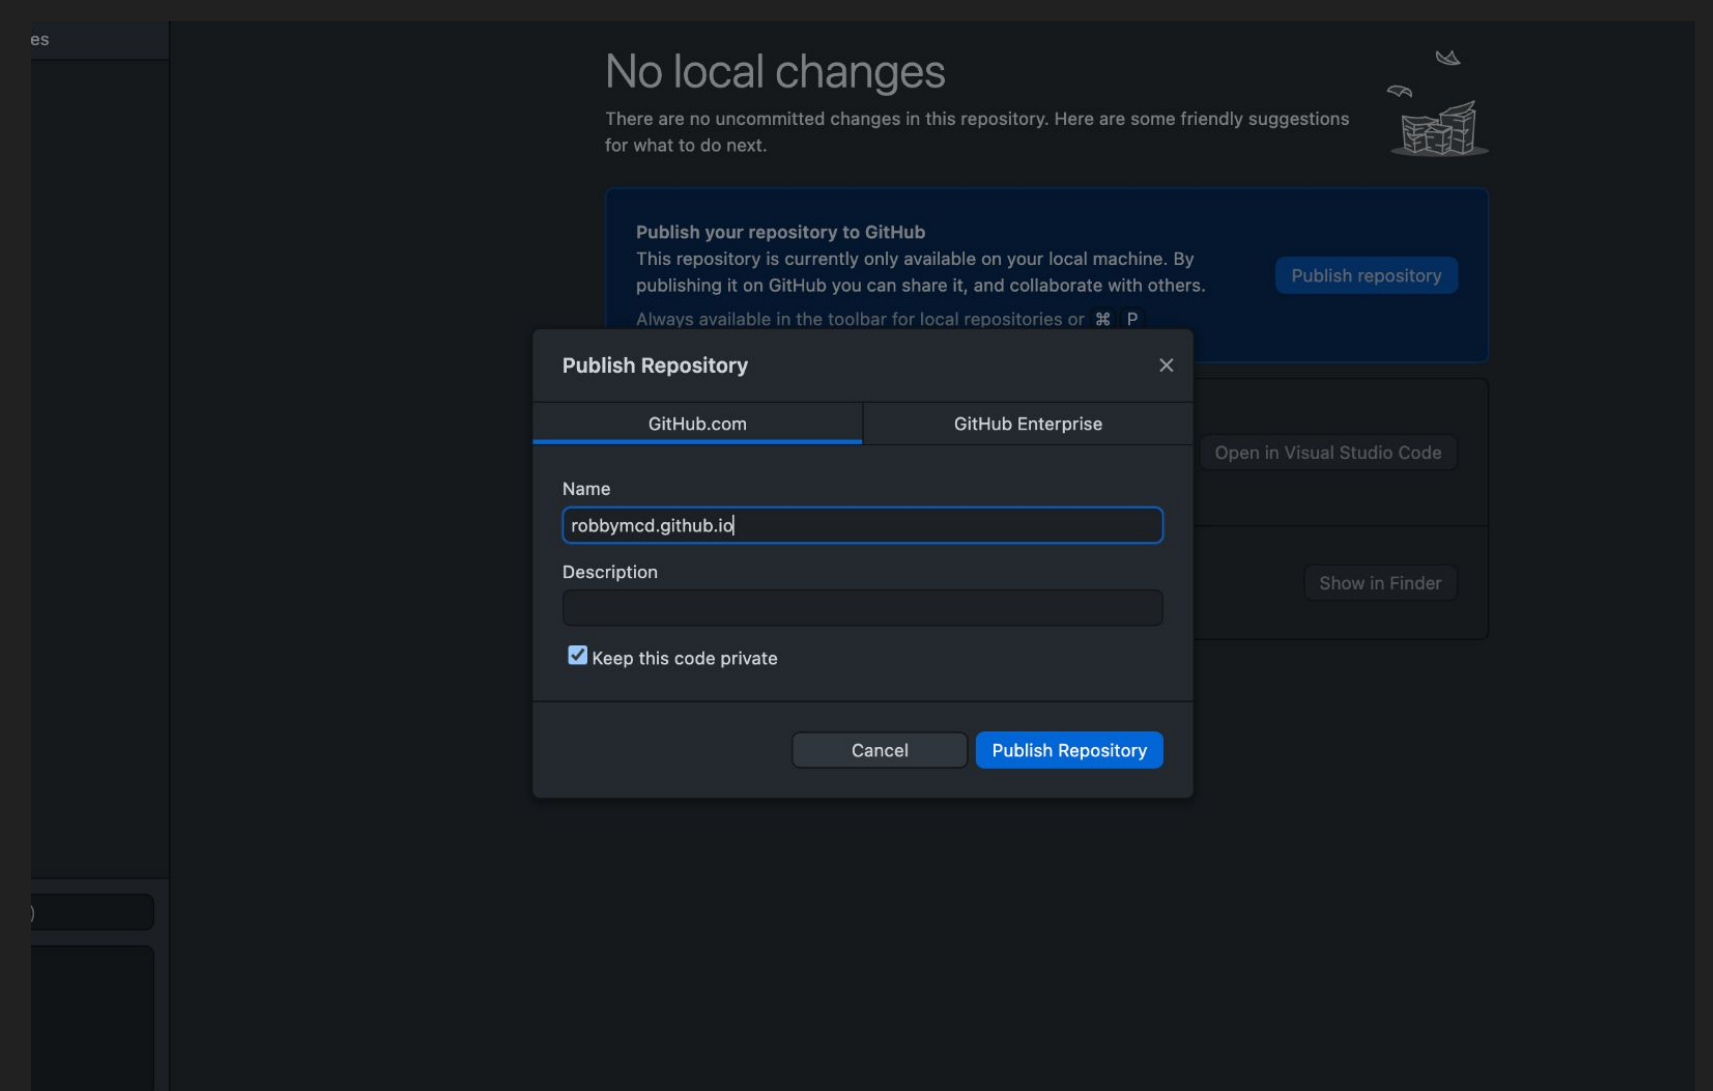 es
No local changes
There are no uncommitted changes in this repository. Here are some friendly suggestions
for what to do next.
Publish your repository to GitHub
This repository is currently only available on your local machine. By
publishing it on GitHub you can share it, and collaborate with others.
Publish repository
Always available in the toolbar for local repositories or ⌘ P
Publish Repository
GitHub.com
GitHub Enterprise
Open in Visual Studio Code
Name
robbymcd.github.io
Description
Show in Finder
Keep this code private
Cancel
Publish Repository
)